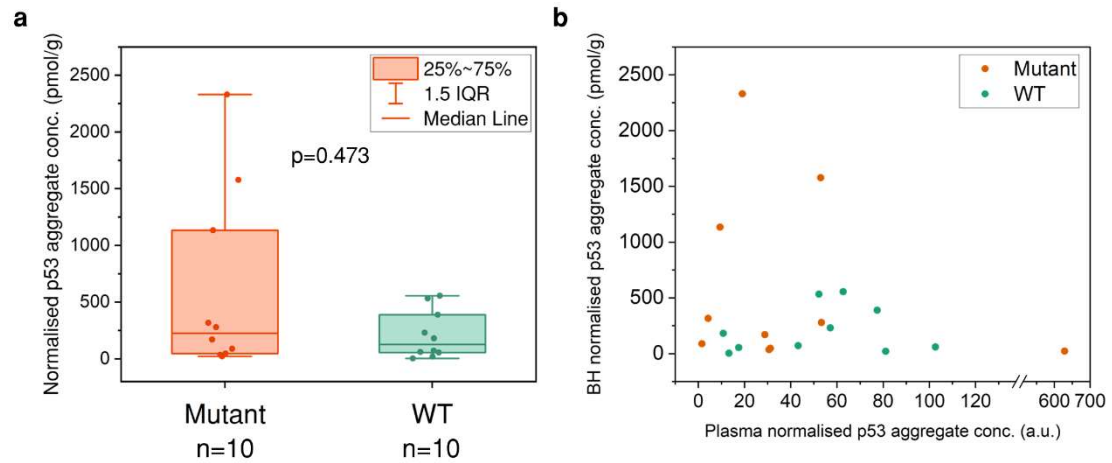 a
Normalised p53 aggregate conc. (pmol/g)
2500
2000
1500
1000
500
0
25%~75%
1.5 IQR
Median Line
p=0.473
Mutant
WT
n=10
n=10
b
BH normalised p53 aggregate conc. (pmol/g)
2500
2000
1500
1000
500
0
Mutant
WT
0 20 40 60 80 100 120 600 700
Plasma normalised p53 aggregate conc. (a.u.)